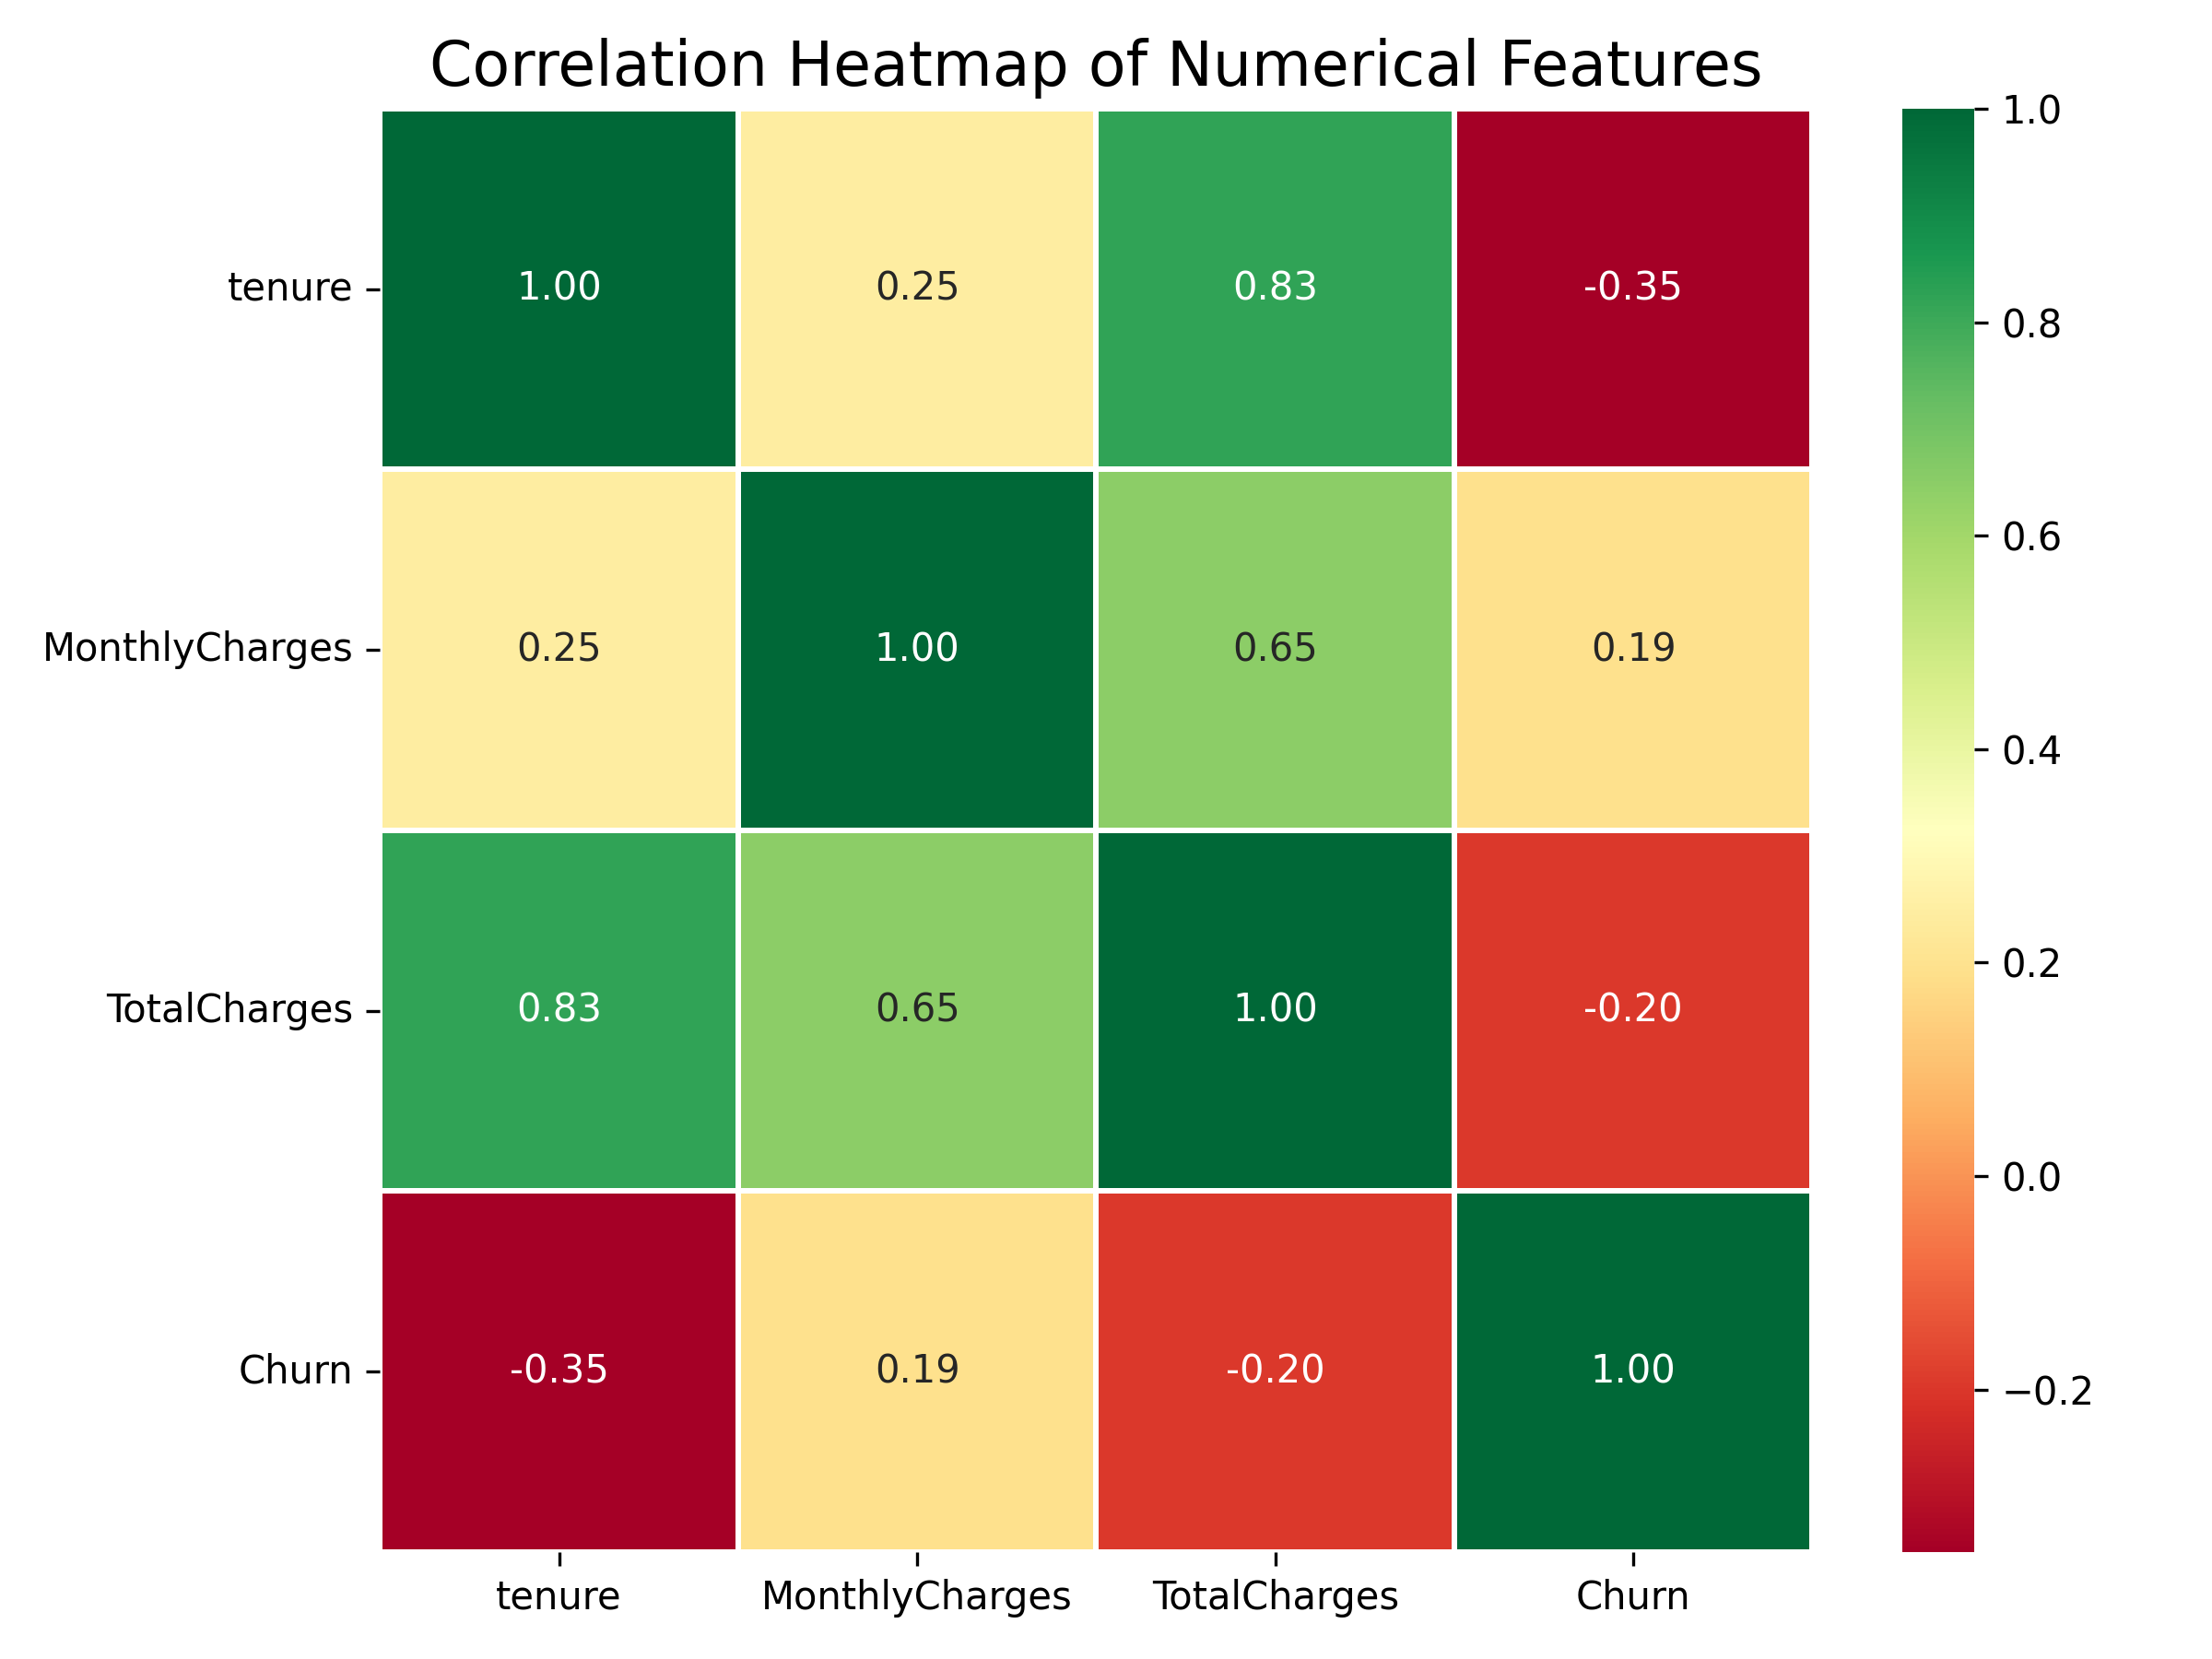 Correlation Heatmap of Numerical Features
tenure 1.00 0.25 0.83 -0.35
MonthlyCharges 0.25 1.00 0.65 0.19
TotalCharges 0.83 0.65 1.00 -0.20
Churn -0.35 0.19 -0.20 1.00
tenure MonthlyCharges TotalCharges Churn
1.0
0.8
0.6
0.4
0.2
0.0
−0.2